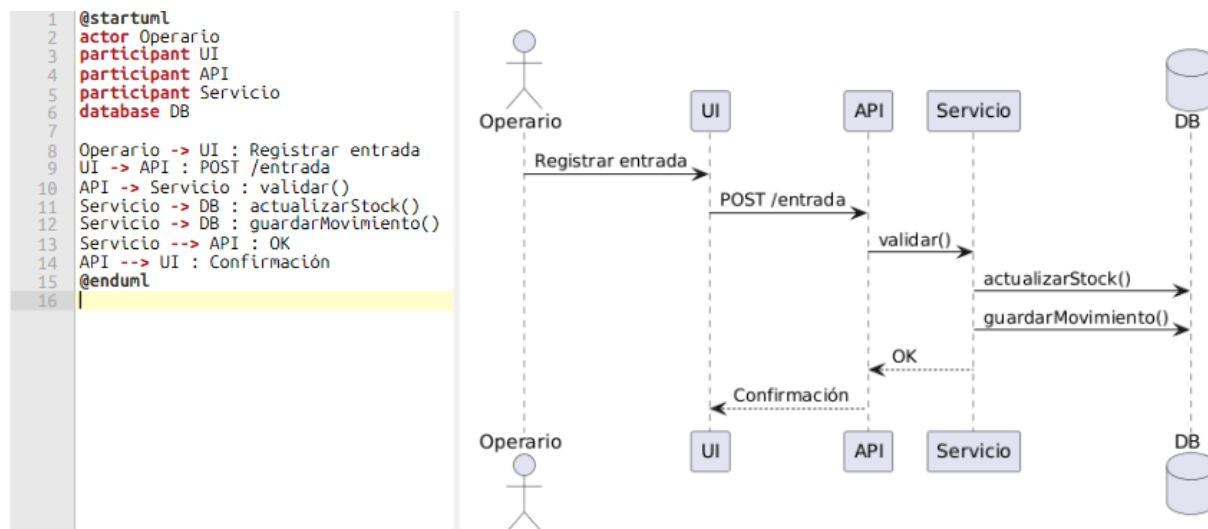 1 @startuml
2 actor Operario
3 participant UI
4 participant API
5 participant Servicio
6 database DB
7
8 Operario -> UI : Registrar entrada
9 UI -> API : POST /entrada
10 API -> Servicio : validar()
11 Servicio -> DB : actualizarStock()
12 Servicio -> DB : guardarMovimiento()
13 Servicio --> API : OK
14 API --> UI : Confirmación
15 @enduml
16
Operario UI API Servicio DB
Registrar entrada
POST /entrada
validar()
actualizarStock()
guardarMovimiento()
OK
Confirmación
Operario UI API Servicio DB